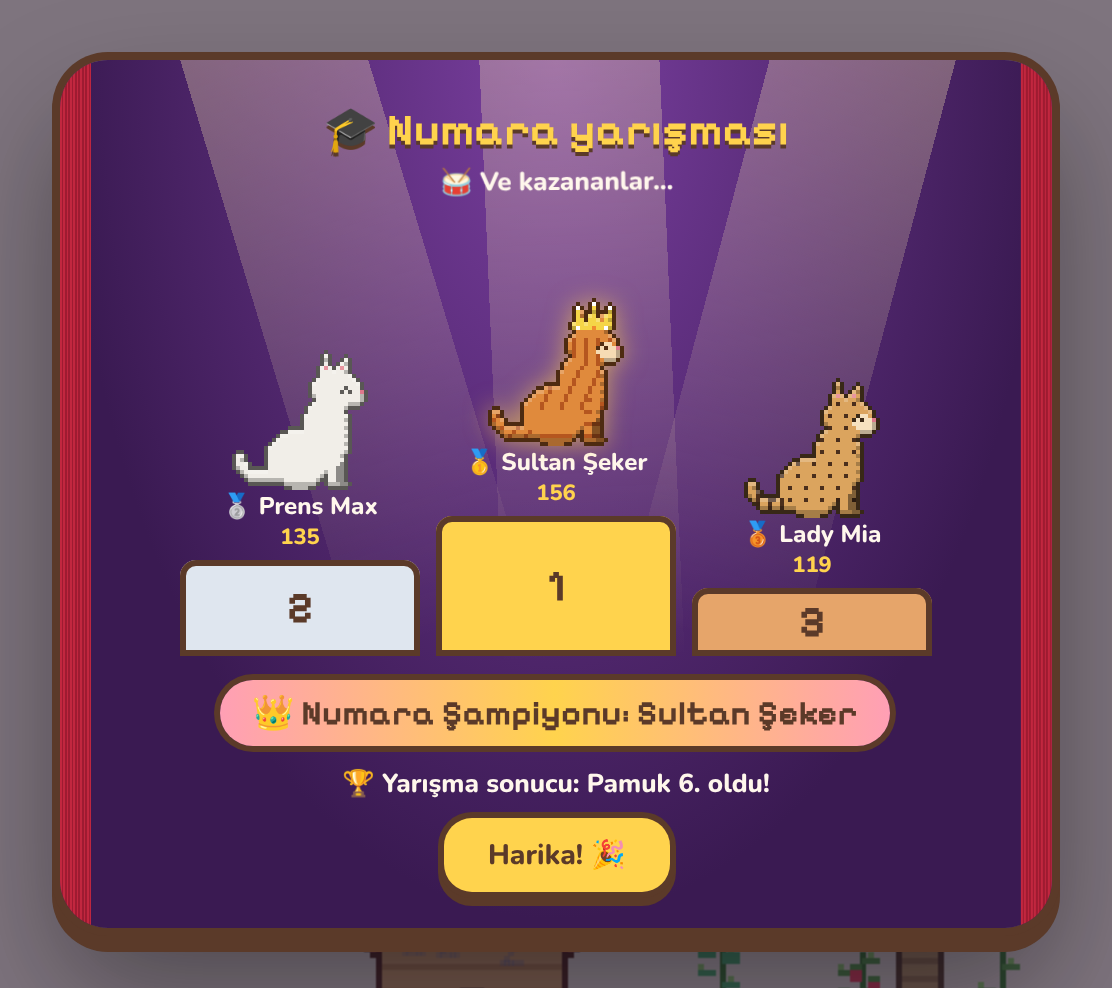 🎓 Numara yarışması
🥁 Ve kazananlar...
🥇 Sultan Şeker
156
🥈 Prens Max
135
🥉 Lady Mia
119
2
1
3
👑 Numara Şampiyonu: Sultan Şeker
🏆 Yarışma sonucu: Pamuk 6. oldu!
Harika! 🎉